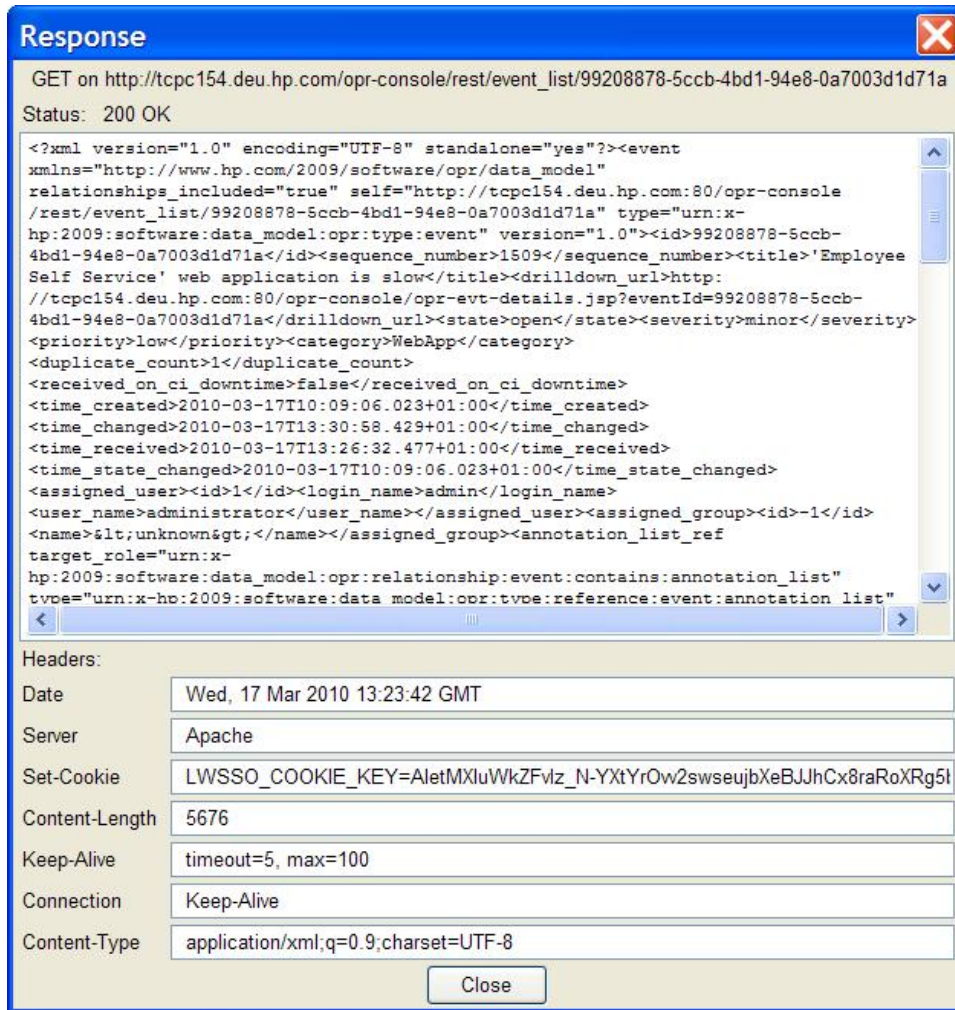 Response
GET on http://tcpc154.deu.hp.com/opr-console/rest/event_list/99208878-5ccb-4bd1-94e8-0a7003d1d71a
Status: 200 OK
<?xml version="1.0" encoding="UTF-8" standalone="yes"?><event
xmlns="http://www.hp.com/2009/software/opr/data_model"
relationships_included="true" self="http://tcpc154.deu.hp.com:80/opr-console
/rest/event_list/99208878-5ccb-4bd1-94e8-0a7003d1d71a" type="urn:x-
hp:2009:software:data_model:opr:type:event" version="1.0"><id>99208878-5ccb-
4bd1-94e8-0a7003d1d71a</id><sequence_number>1509</sequence_number><title>'Employee
Self Service' web application is slow</title><drilldown_url>http:
//tcpc154.deu.hp.com:80/opr-console/opr-evt-details.jsp?eventId=99208878-5ccb-
4bd1-94e8-0a7003d1d71a</drilldown_url><state>open</state><severity>minor</severity>
<priority>low</priority><category>WebApp</category>
<duplicate_count>1</duplicate_count>
<received_on_ci_downtime>false</received_on_ci_downtime>
<time_created>2010-03-17T10:09:06.023+01:00</time_created>
<time_changed>2010-03-17T13:30:58.429+01:00</time_changed>
<time_received>2010-03-17T13:26:32.477+01:00</time_received>
<time_state_changed>2010-03-17T10:09:06.023+01:00</time_state_changed>
<assigned_user><id>1</id><login_name>admin</login_name>
<user_name>administrator</user_name></assigned_user><assigned_group><id>-1</id>
<name>&lt;unknown&gt;</name></assigned_group><annotation_list_ref
target_role="urn:x-
hp:2009:software:data_model:opr:relationship:event:contains:annotation_list"
type="urn:x-hp:2009:software:data_model:opr:type:reference:event:annotation_list"
Headers:
Date Wed, 17 Mar 2010 13:23:42 GMT
Server Apache
Set-Cookie
Content-Length 5676
Keep-Alive timeout=5, max=100
Connection Keep-Alive
Content-Type application/xml;q=0.9;charset=UTF-8
Close